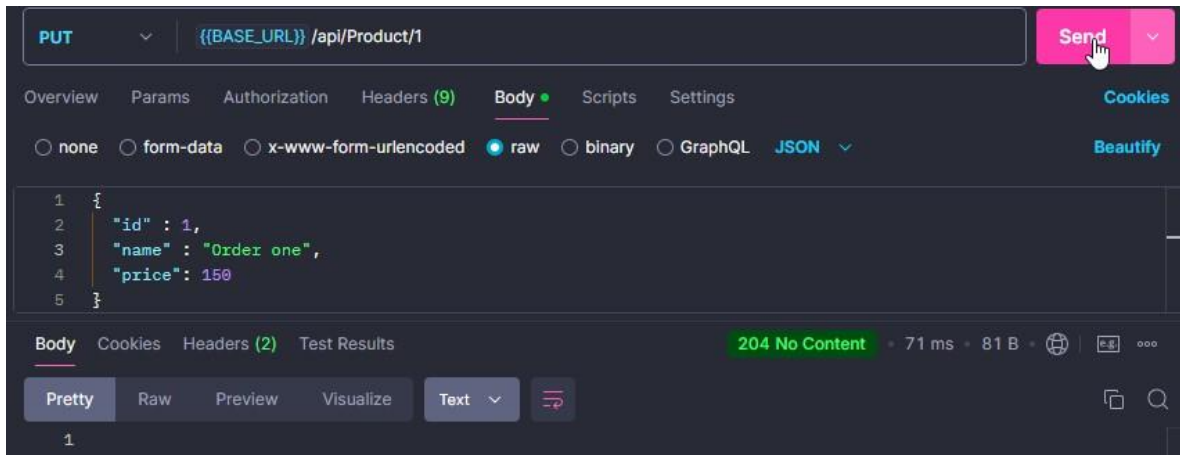 PUT {{BASE_URL}} /api/Product/1 Send
Overview Params Authorization Headers (9) Body Scripts Settings Cookies
none form-data x-www-form-urlencoded raw binary GraphQL JSON Beautify
1 {
2 "id" : 1,
3 "name" : "Order one",
4 "price": 150
5 }
Body Cookies Headers (2) Test Results 204 No Content 71 ms 81 B e.g.
Pretty Raw Preview Visualize Text
1